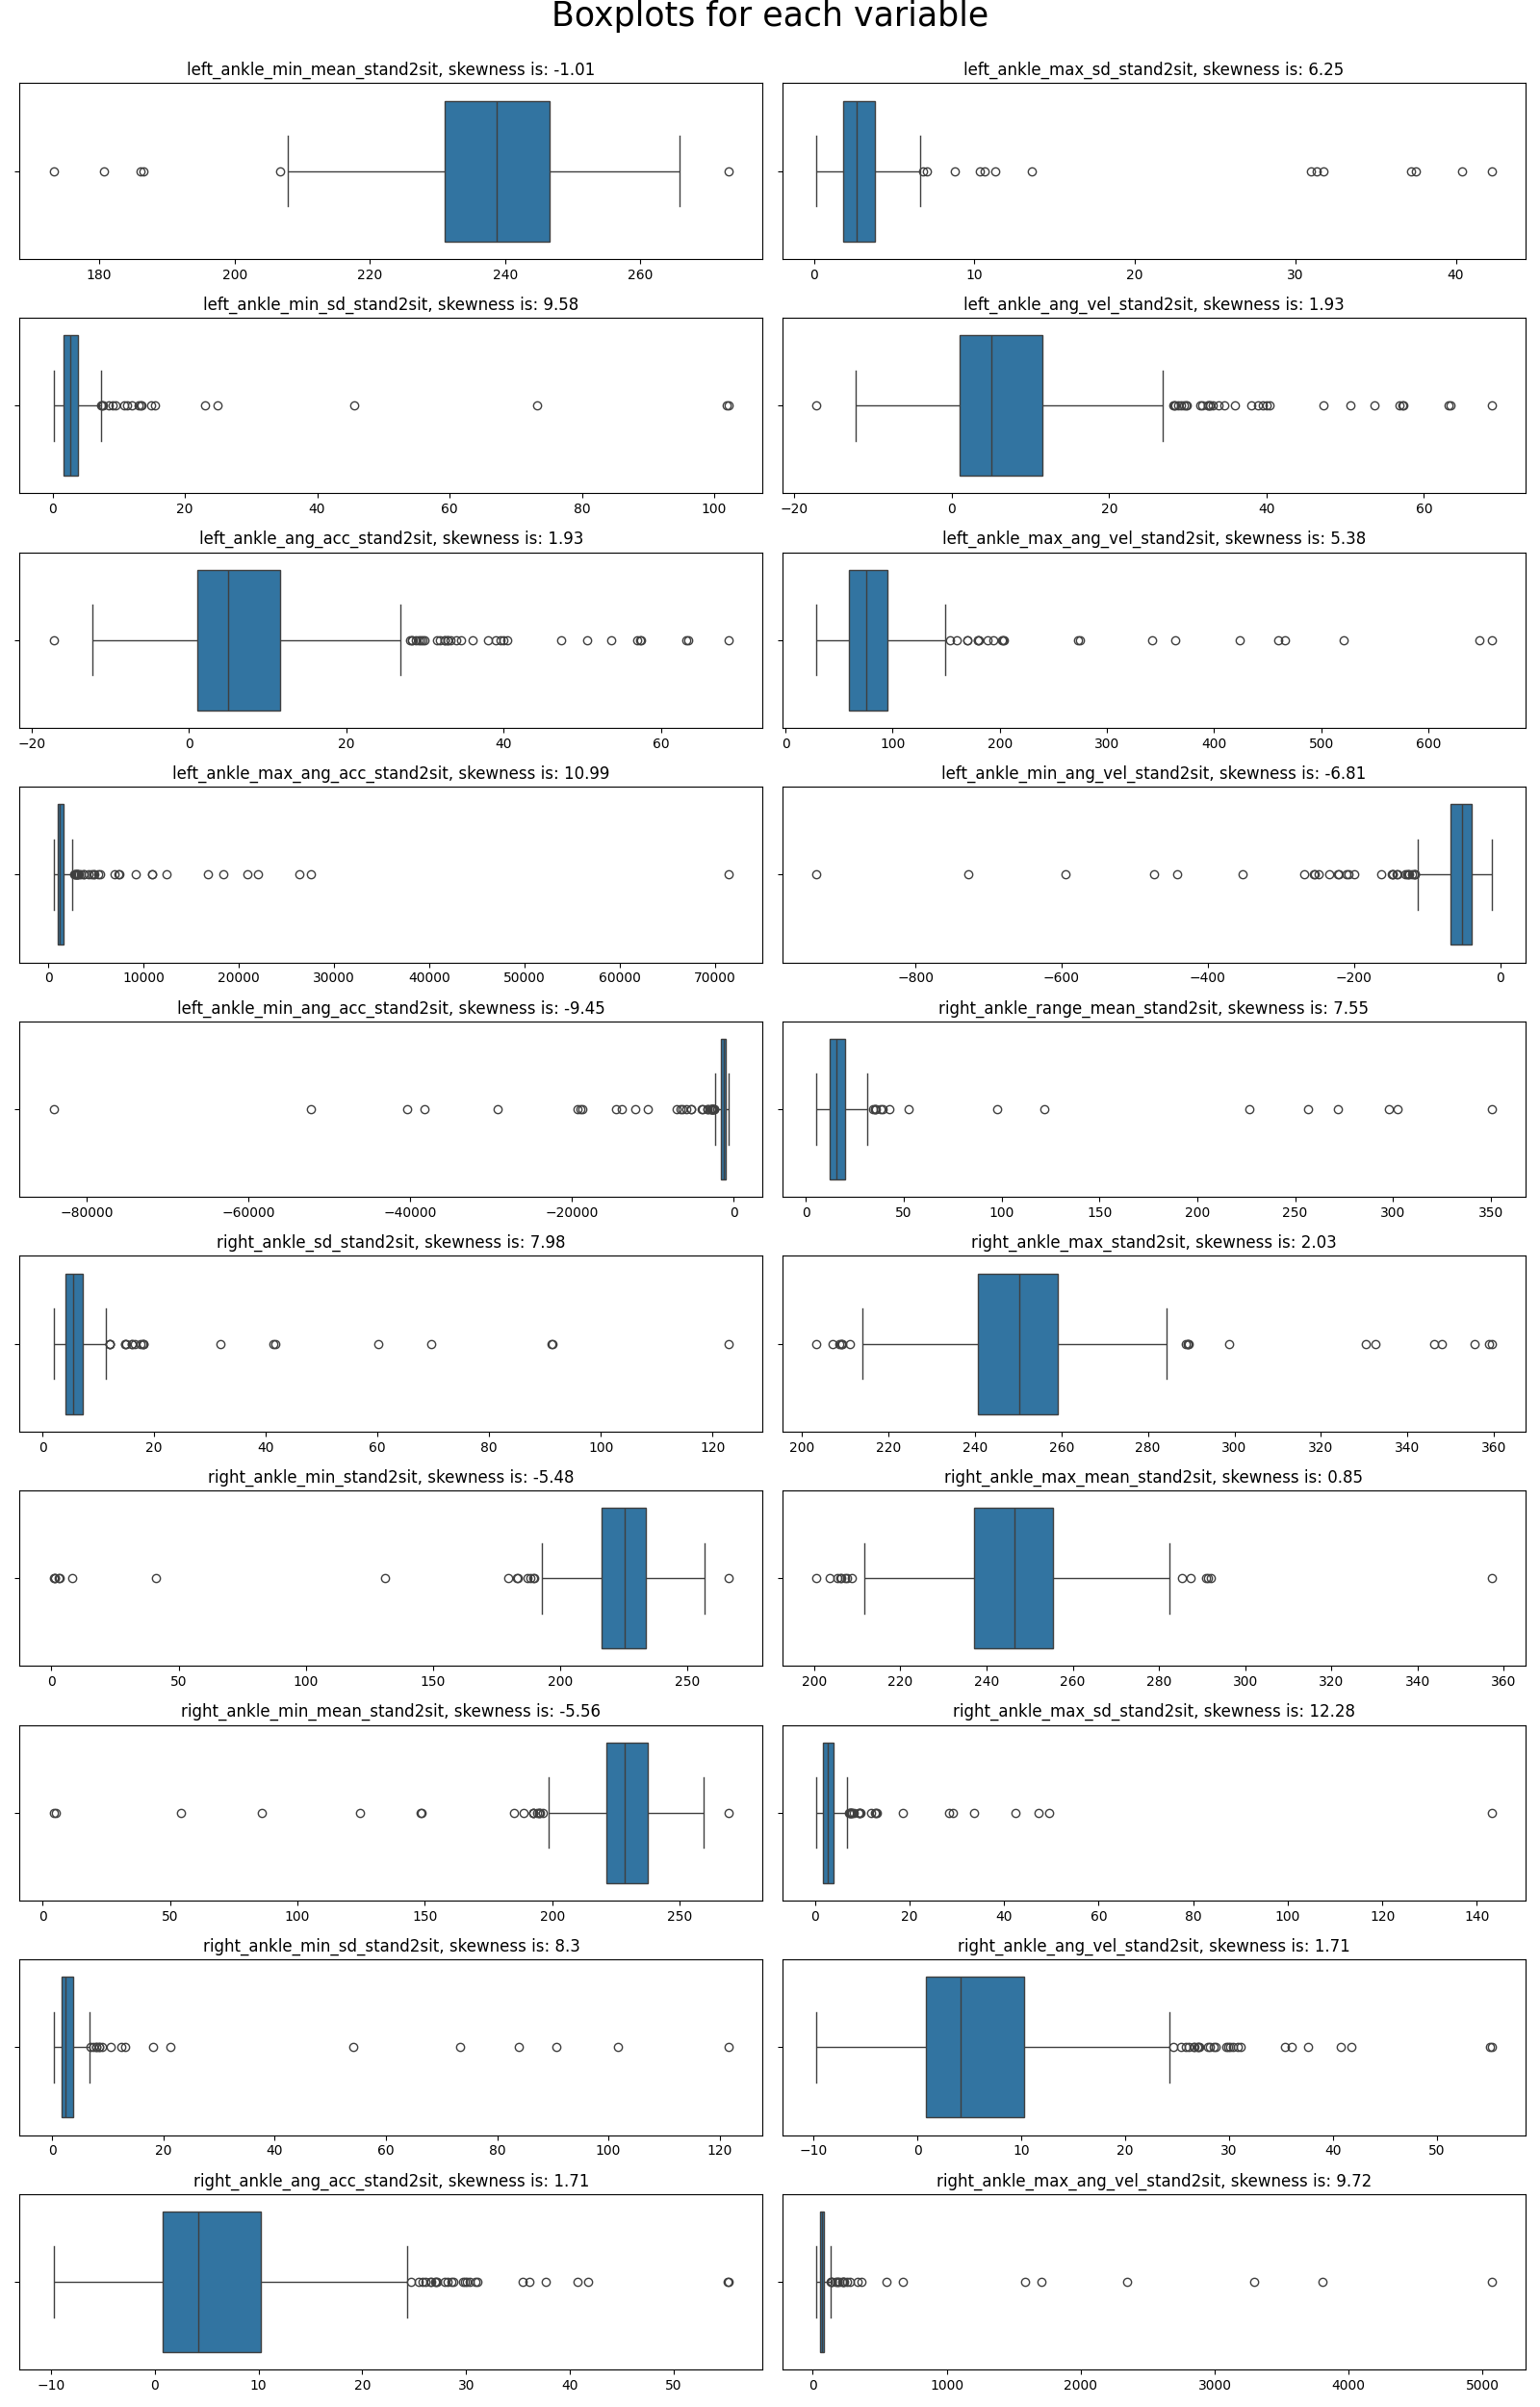 Boxplots for each variable
left_ankle_min_mean_stand2sit, skewness is: -1.01
180 200 220 240 260
left_ankle_max_sd_stand2sit, skewness is: 6.25
0 10 20 30 40
left_ankle_min_sd_stand2sit, skewness is: 9.58
0 20 40 60 80 100
left_ankle_ang_vel_stand2sit, skewness is: 1.93
−20 0 20 40 60
left_ankle_ang_acc_stand2sit, skewness is: 1.93
−20 0 20 40 60
left_ankle_max_ang_vel_stand2sit, skewness is: 5.38
0 100 200 300 400 500 600
left_ankle_max_ang_acc_stand2sit, skewness is: 10.99
0 10000 20000 30000 40000 50000 60000 70000
left_ankle_min_ang_vel_stand2sit, skewness is: -6.81
−800 −600 −400 −200 0
left_ankle_min_ang_acc_stand2sit, skewness is: -9.45
−80000 −60000 −40000 −20000 0
right_ankle_range_mean_stand2sit, skewness is: 7.55
0 50 100 150 200 250 300 350
right_ankle_sd_stand2sit, skewness is: 7.98
0 20 40 60 80 100 120
right_ankle_max_stand2sit, skewness is: 2.03
200 220 240 260 280 300 320 340 360
right_ankle_min_stand2sit, skewness is: -5.48
0 50 100 150 200 250
right_ankle_max_mean_stand2sit, skewness is: 0.85
200 220 240 260 280 300 320 340 360
right_ankle_min_mean_stand2sit, skewness is: -5.56
0 50 100 150 200 250
right_ankle_max_sd_stand2sit, skewness is: 12.28
0 20 40 60 80 100 120 140
right_ankle_min_sd_stand2sit, skewness is: 8.3
0 20 40 60 80 100 120
right_ankle_ang_vel_stand2sit, skewness is: 1.71
−10 0 10 20 30 40 50
right_ankle_ang_acc_stand2sit, skewness is: 1.71
−10 0 10 20 30 40 50
right_ankle_max_ang_vel_stand2sit, skewness is: 9.72
0 1000 2000 3000 4000 5000